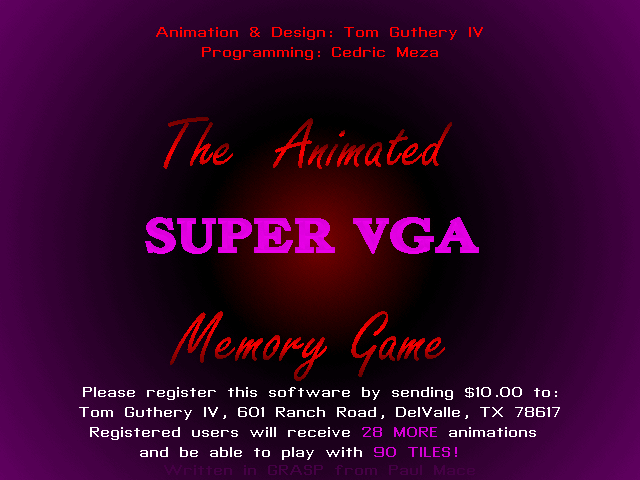 Animation & Design: Tom Guthery IV
Programming: Cedric Meza
The Animated
SUPER VGA
Memory Game
Please register this software by sending $10.00 to:
Tom Guthery IV, 601 Ranch Road, DelValle, TX 78617
Registered users will receive 28 MORE animations
and be able to play with 90 TILES!
Written in GRASP from Paul Mace